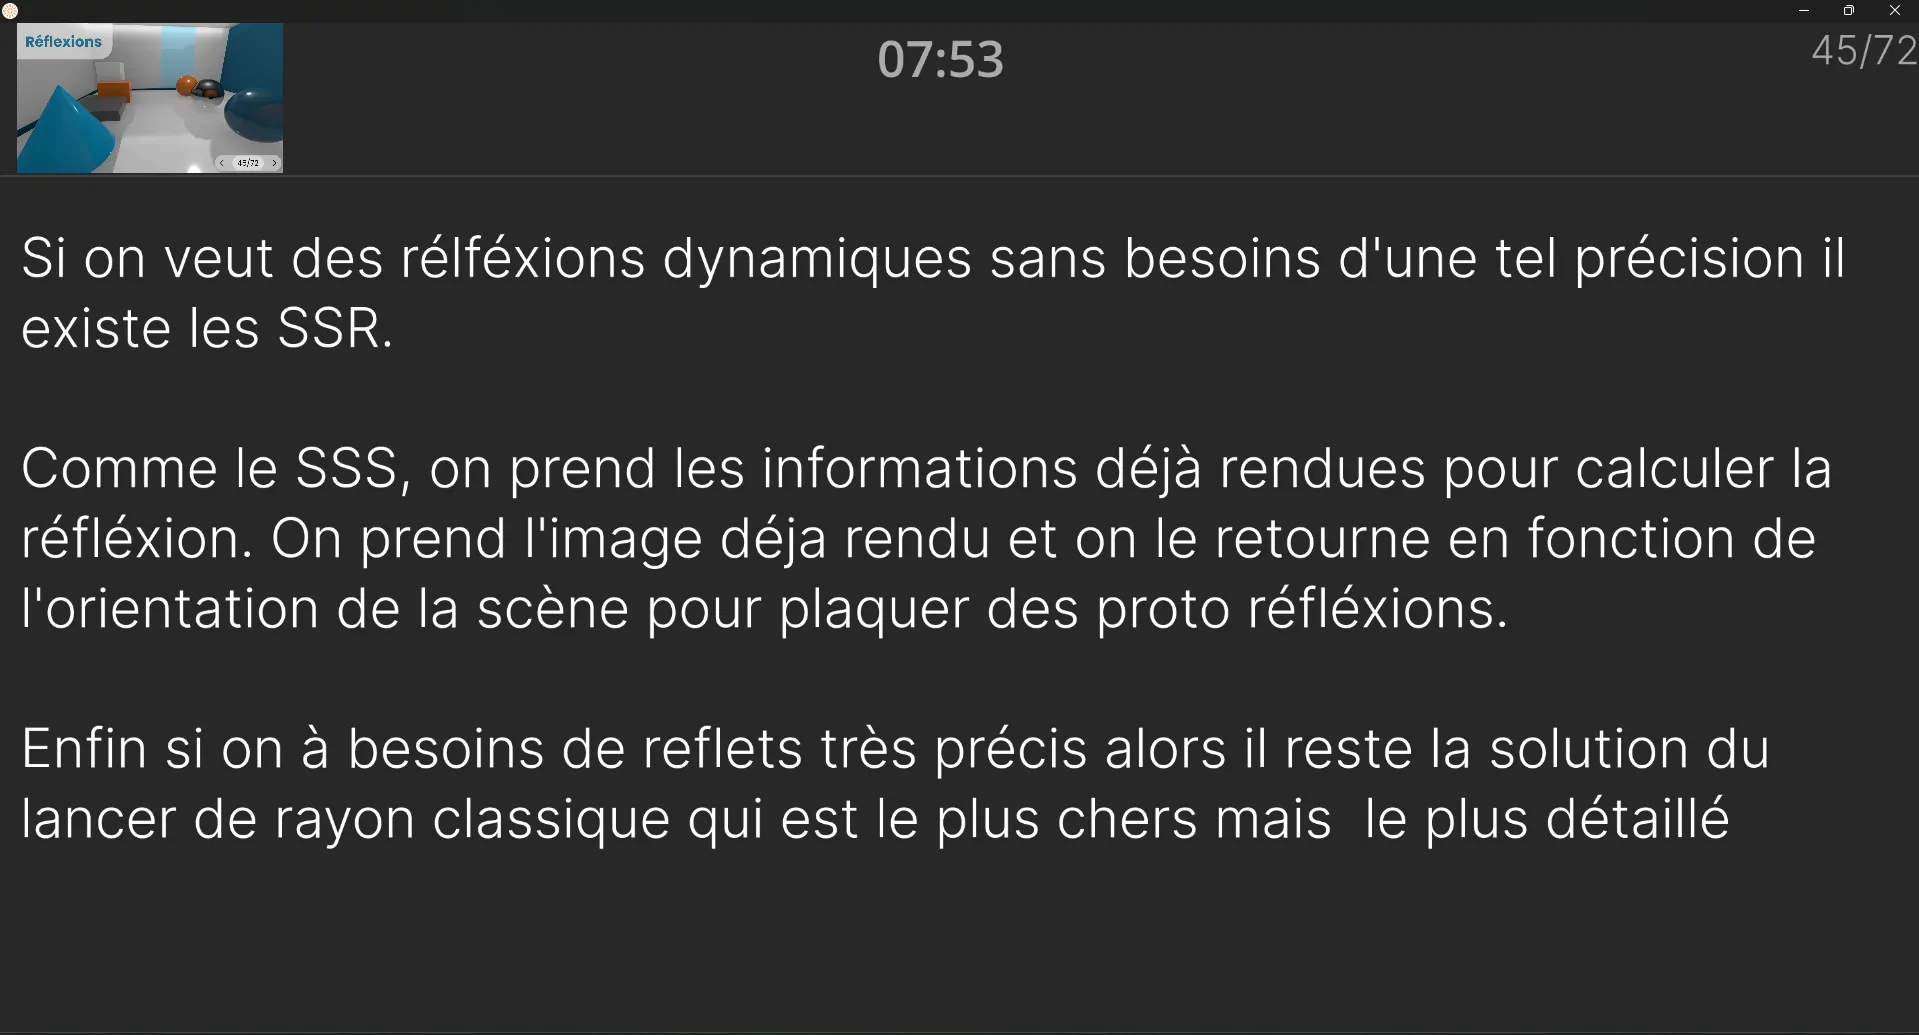 Réflexions
07:53
45/72
< 45/72 >
Si on veut des rélféxions dynamiques sans besoins d'une tel précision il
existe les SSR.
Comme le SSS, on prend les informations déjà rendues pour calculer la
réfléxion. On prend l'image déja rendu et on le retourne en fonction de
l'orientation de la scène pour plaquer des proto réfléxions.
Enfin si on à besoins de reflets très précis alors il reste la solution du
lancer de rayon classique qui est le plus chers mais  le plus détaillé